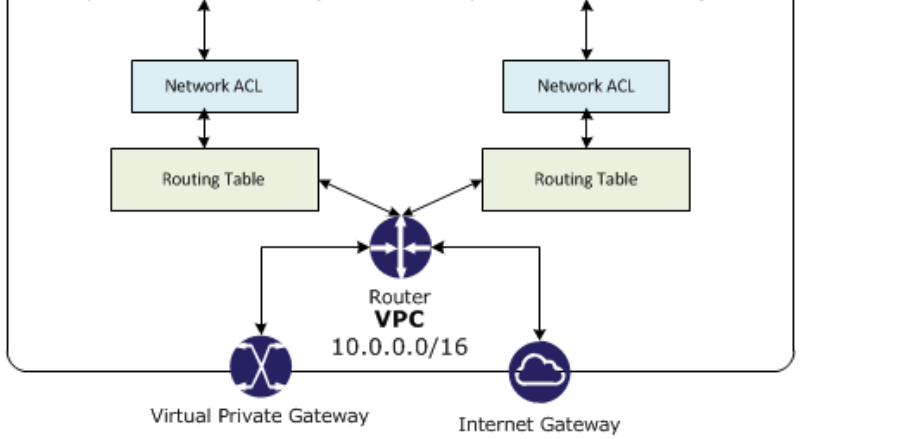 Network ACL
Network ACL
Routing Table
Routing Table
Router
VPC
10.0.0.0/16
Virtual Private Gateway
Internet Gateway